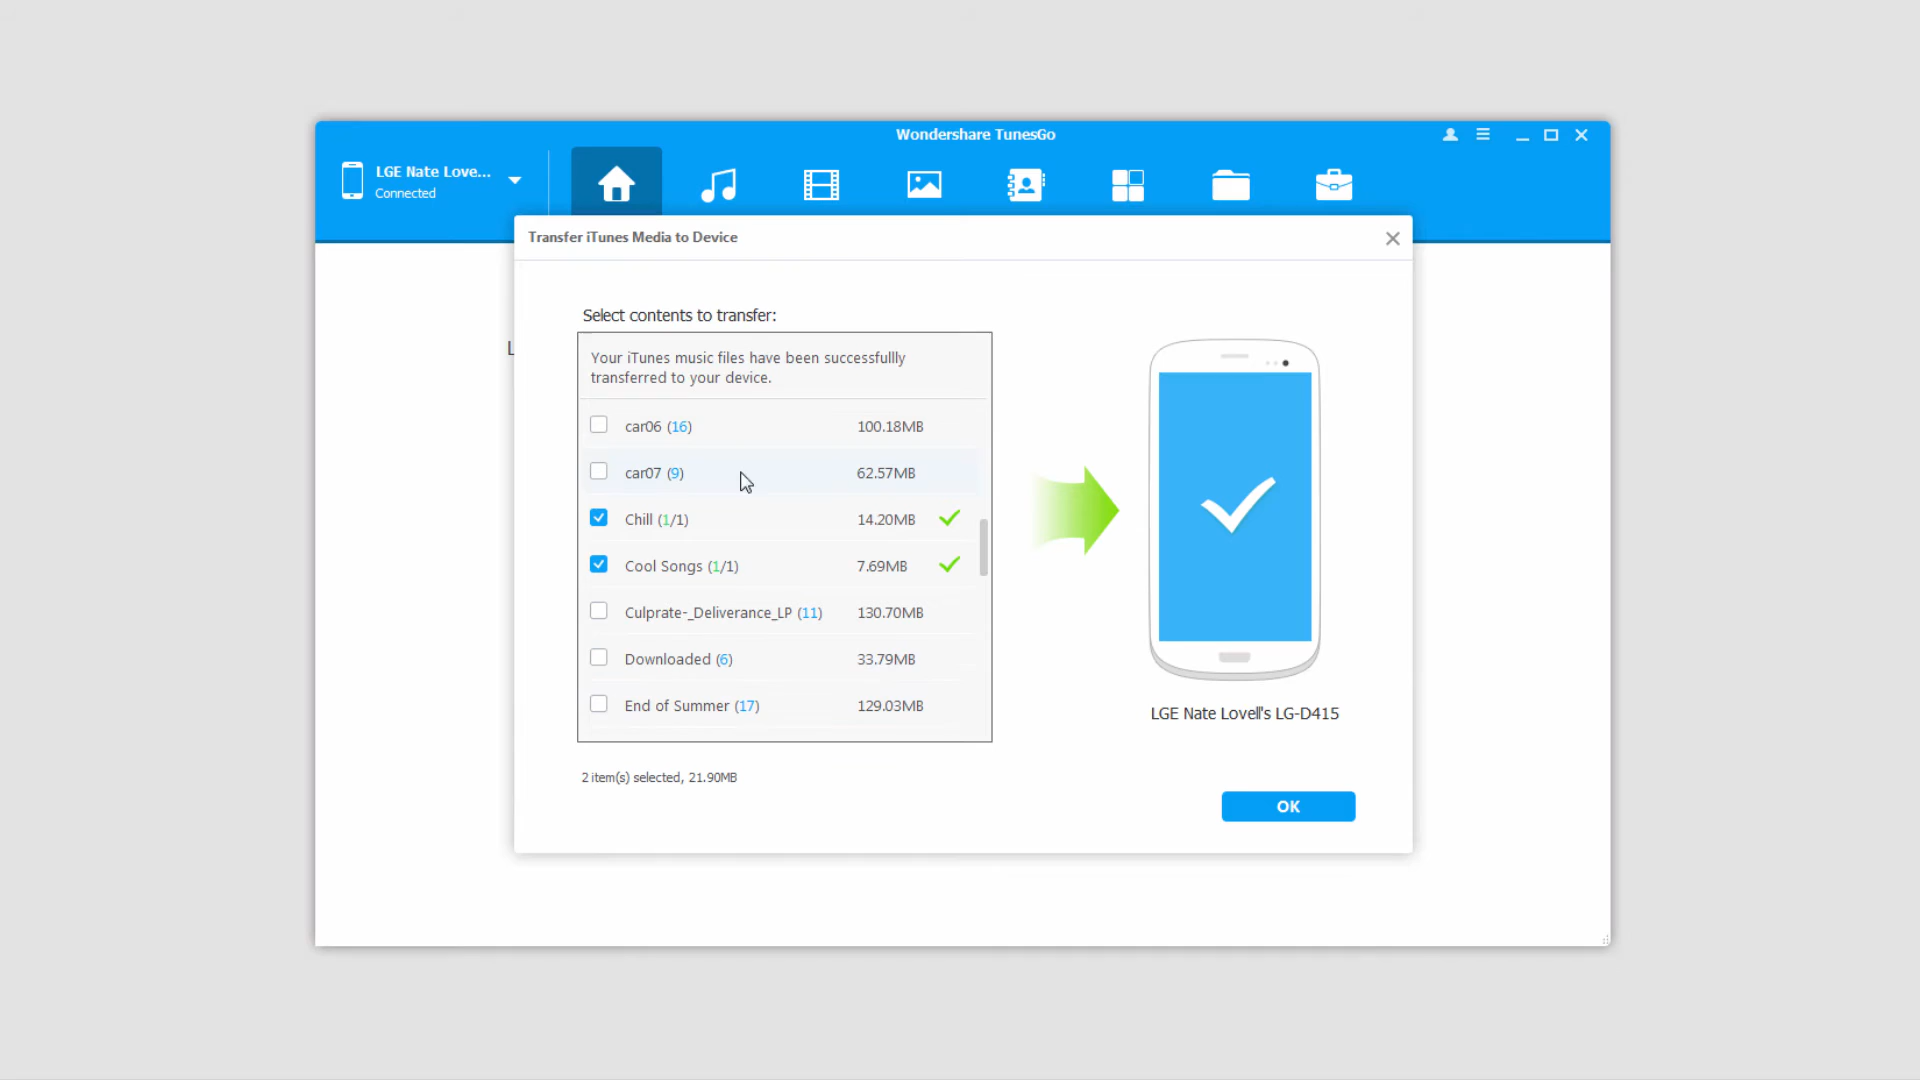 Wondershare TunesGo
LGE Nate Love...
Connected
Transfer iTunes Media to Device
L
Select contents to transfer:
Your iTunes music files have been successfullly
transferred to your device.
car06 (16) 100.18MB
car07 (9) 62.57MB
Chill (1/1) 14.20MB
Cool Songs (1/1) 7.69MB
Culprate-_Deliverance_LP (11) 130.70MB
Downloaded (6) 33.79MB
End of Summer (17) 129.03MB
LGE Nate Lovell's LG-D415
2 item(s) selected, 21.90MB
OK